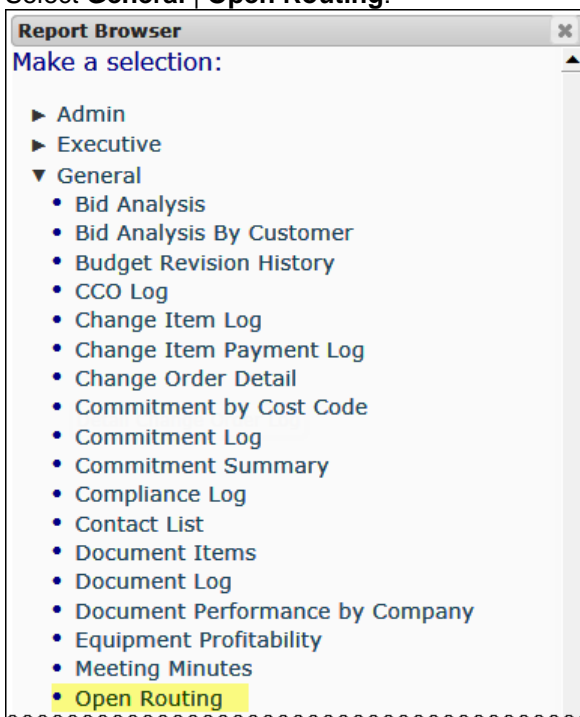 Select General | Open Routing.
Report Browser
Make a selection:
► Admin
► Executive
▼ General
• Bid Analysis
• Bid Analysis By Customer
• Budget Revision History
• CCO Log
• Change Item Log
• Change Item Payment Log
• Change Order Detail
• Commitment by Cost Code
• Commitment Log
• Commitment Summary
• Compliance Log
• Contact List
• Document Items
• Document Log
• Document Performance by Company
• Equipment Profitability
• Meeting Minutes
• Open Routing